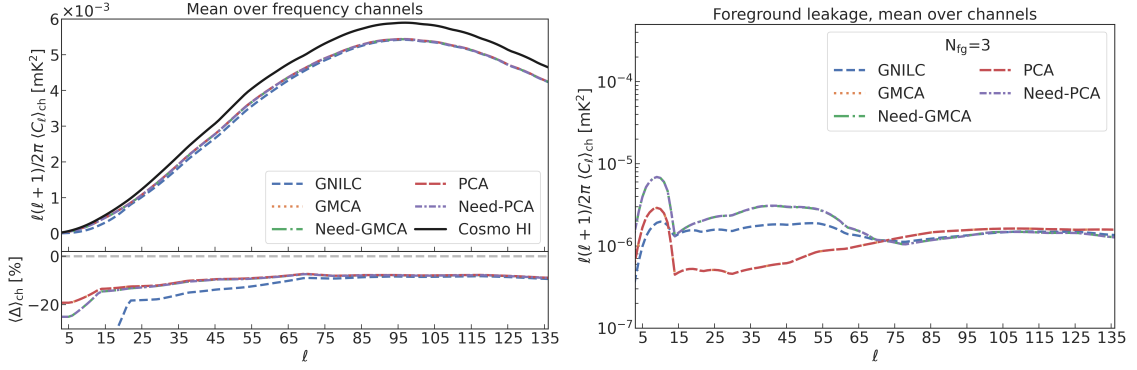 Mean over frequency channels
×10⁻³
6
5
4
3
2
1
0
ℓ(ℓ + 1)/2π ⟨Cℓ⟩ch [mK²]
GNILC
GMCA
Need-GMCA
PCA
Need-PCA
Cosmo HI
0
−20
⟨Δ⟩ch [%]
5 15 25 35 45 55 65 75 85 95 105 115 125 135
ℓ
Foreground leakage, mean over channels
10⁻⁴
10⁻⁵
10⁻⁶
10⁻⁷
ℓ(ℓ + 1)/2π ⟨Cℓ⟩ch [mK²]
Nfg=3
GNILC
GMCA
Need-GMCA
PCA
Need-PCA
5 15 25 35 45 55 65 75 85 95 105 115 125 135
ℓ